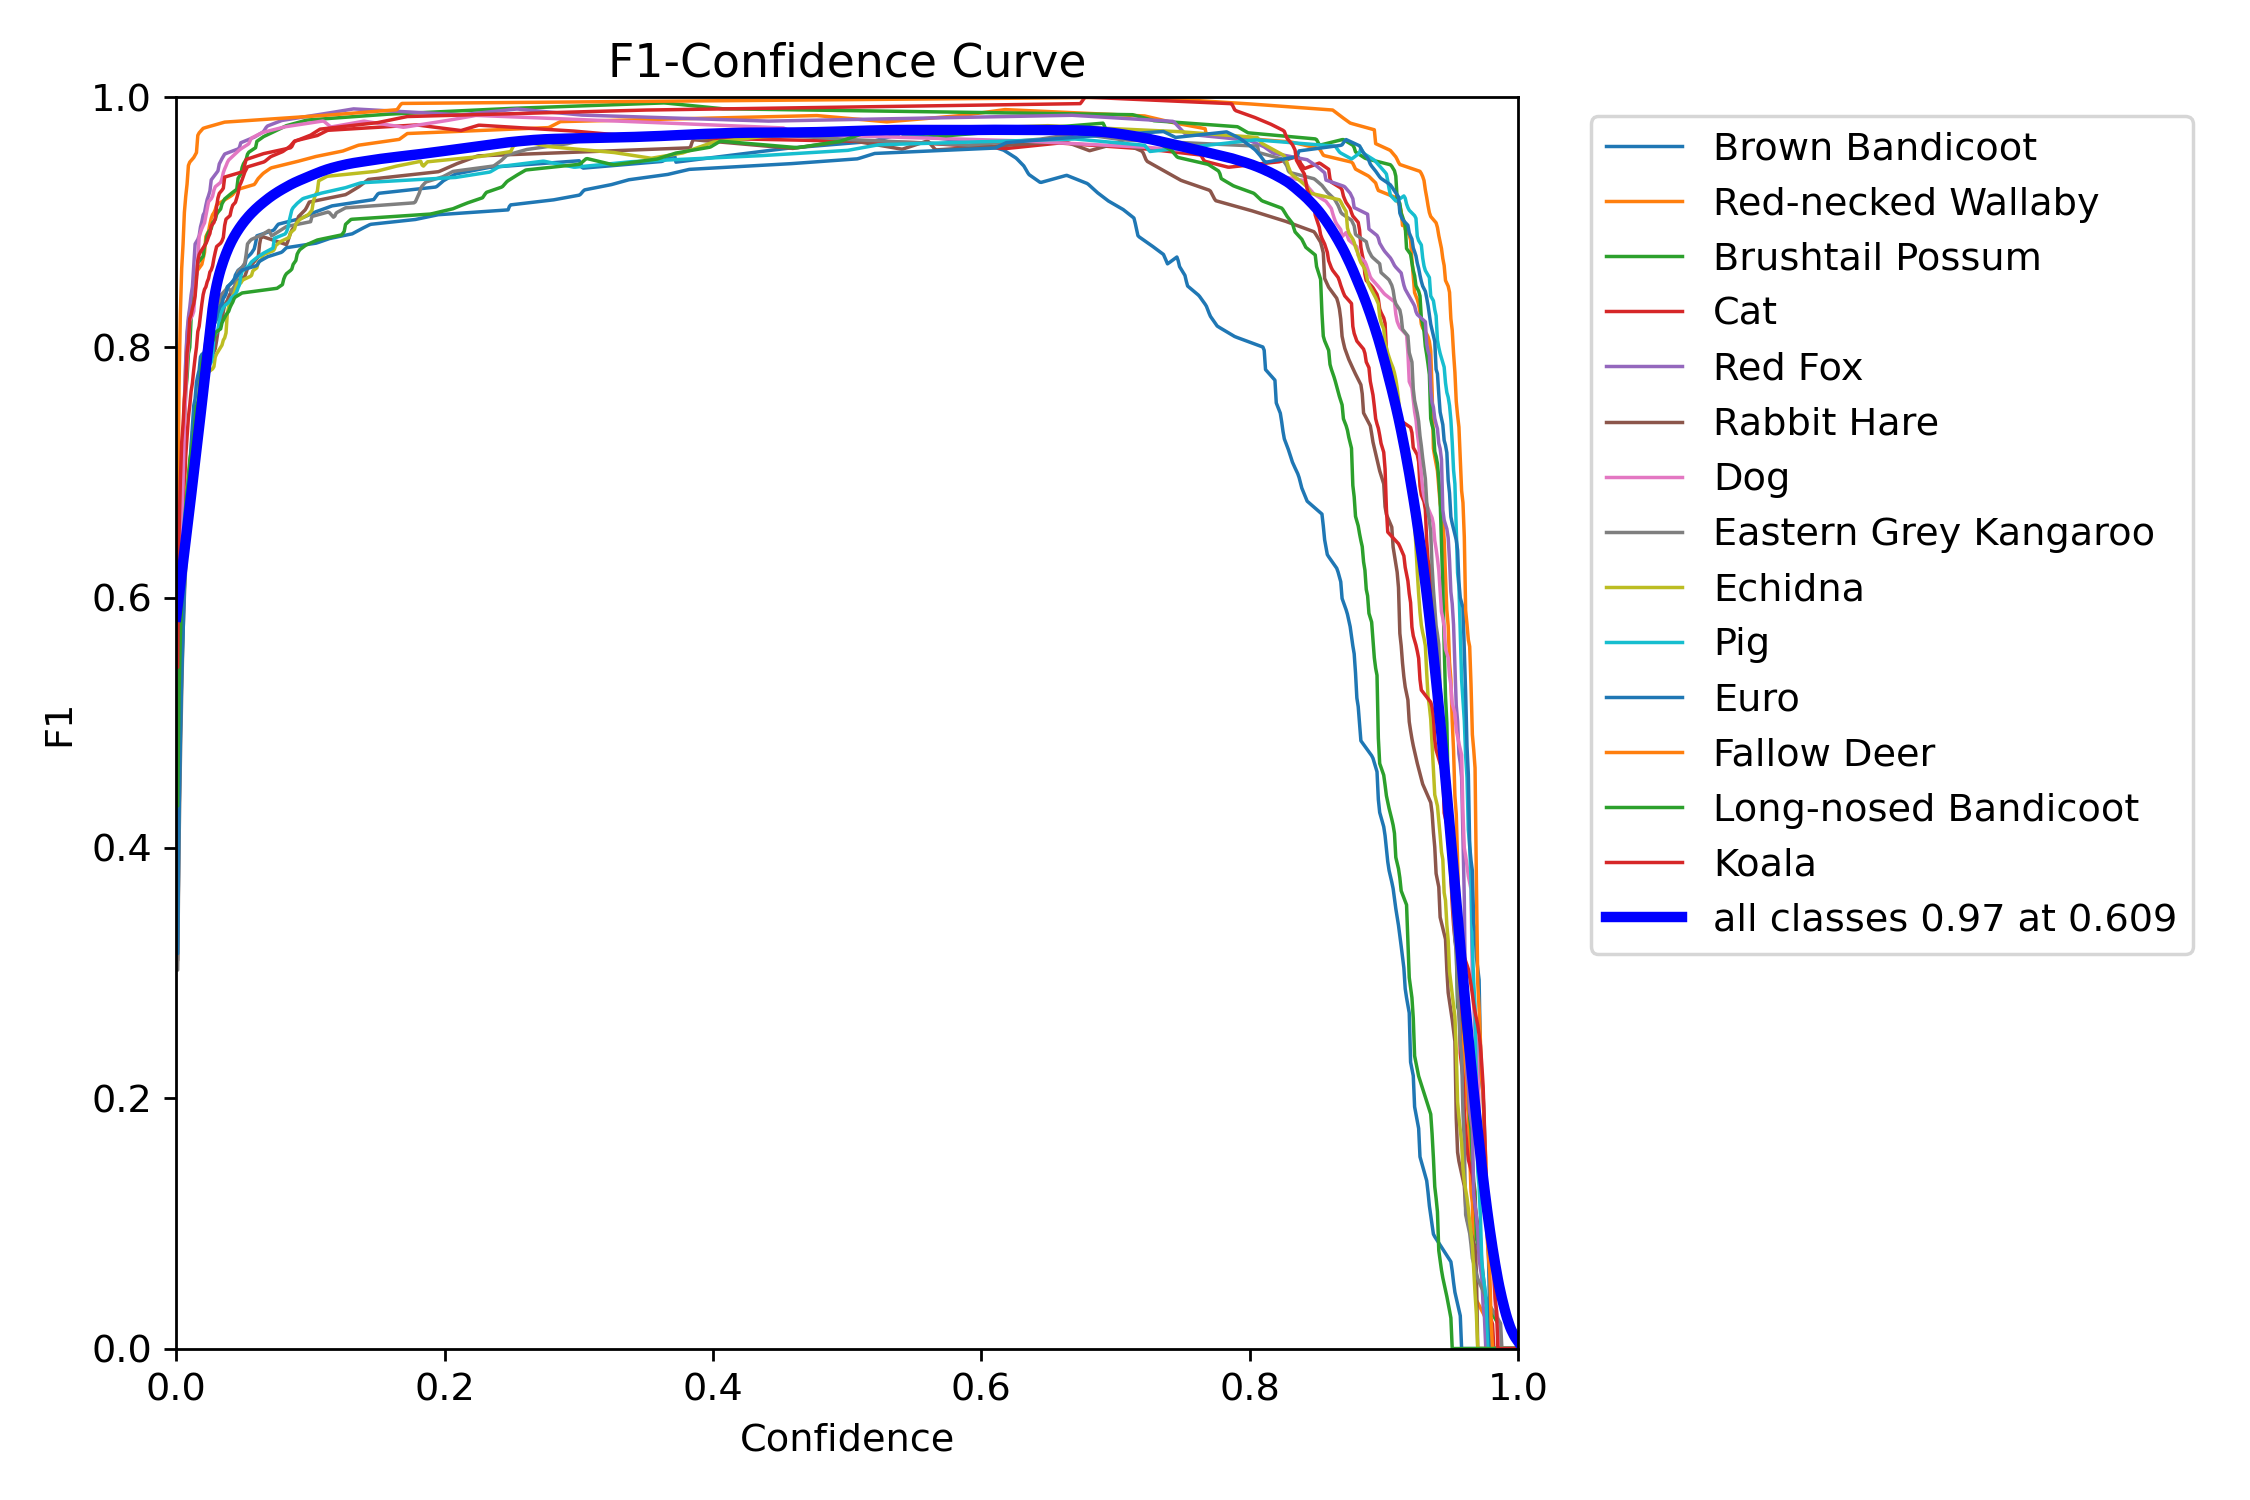 F1-Confidence Curve
1.0
0.8
0.6
0.4
0.2
0.0
F1
0.0 0.2 0.4 0.6 0.8 1.0
Confidence
Brown Bandicoot
Red-necked Wallaby
Brushtail Possum
Cat
Red Fox
Rabbit Hare
Dog
Eastern Grey Kangaroo
Echidna
Pig
Euro
Fallow Deer
Long-nosed Bandicoot
Koala
all classes 0.97 at 0.609